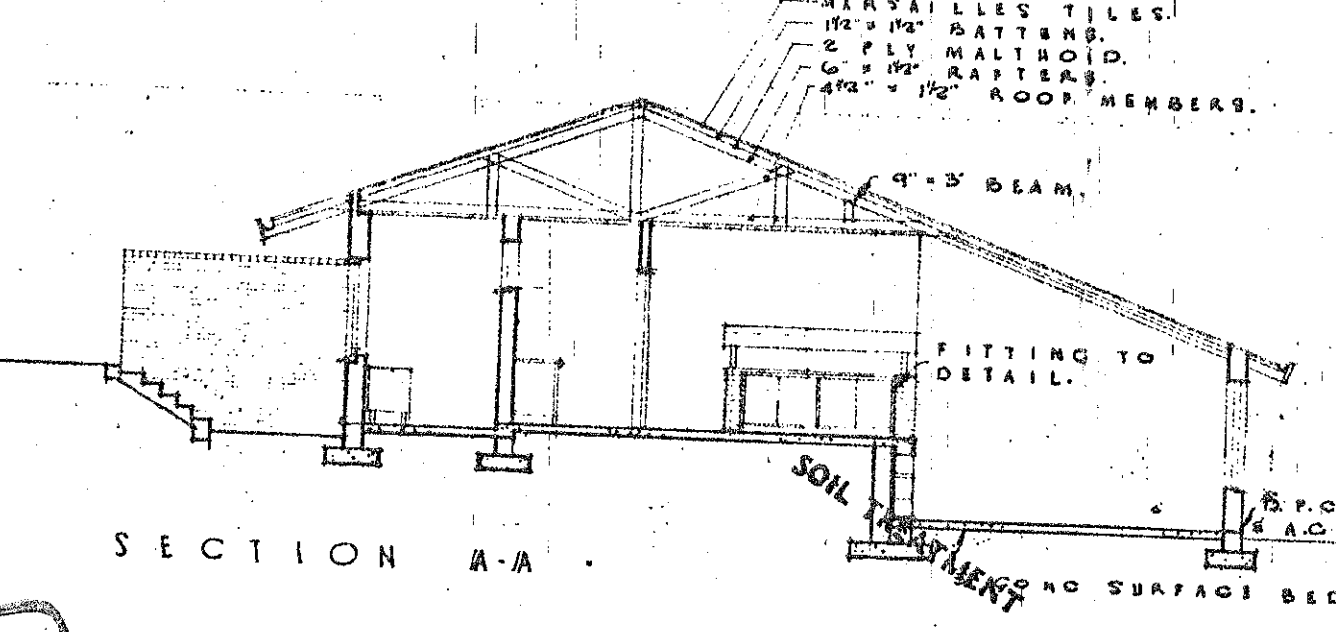 MARSAILLES TILES.
1½" x 1½" BATTENS.
2 PLY MALTHOID.
6" x 1½" RAFTERS.
4½" x 1½" ROOF MEMBERS.
9" x 3" BEAM.
FITTING TO
DETAIL.
SOIL TREATMENT
B.P.C
& A.C
CONC SURFACE BED
SECTION A-A.